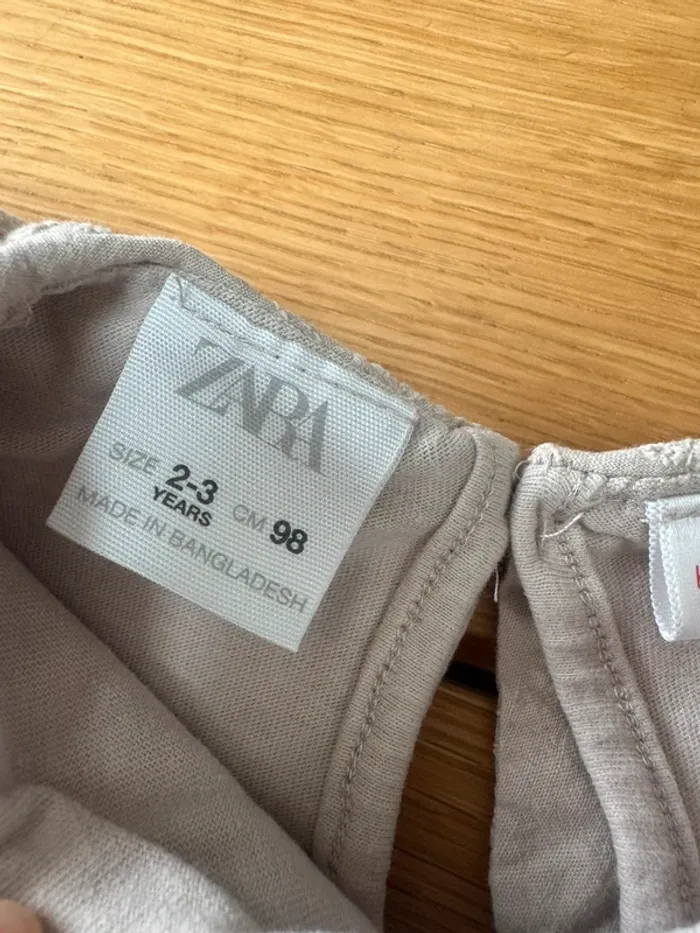 ZARA
SIZE 2-3 YEARS CM 98
MADE IN BANGLADESH